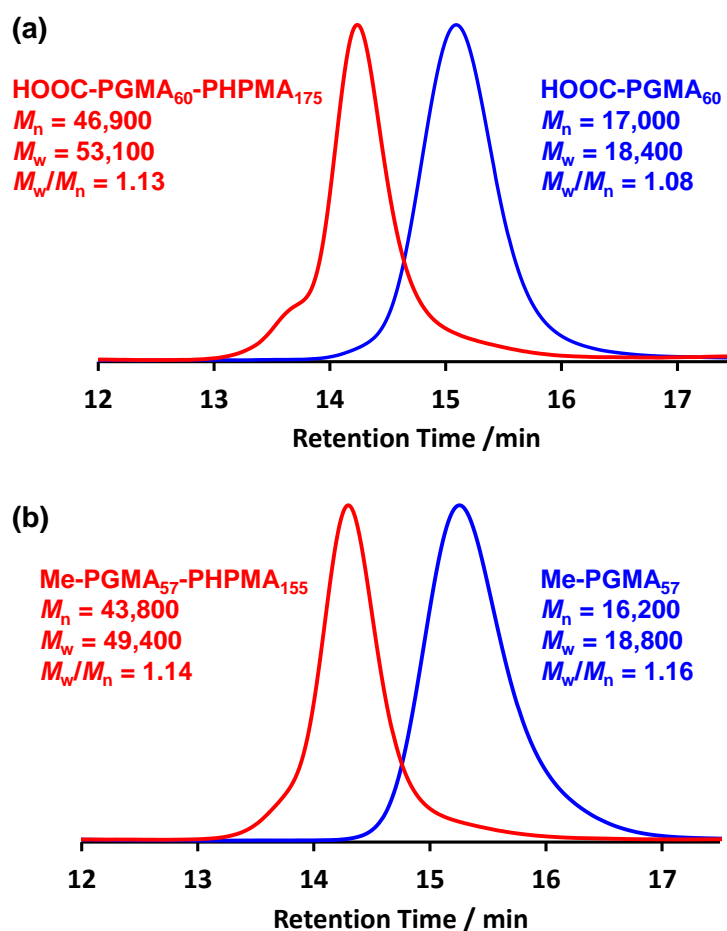 (a)
HOOC-PGMA60-PHPMA175
Mn = 46,900
Mw = 53,100
Mw/Mn = 1.13
HOOC-PGMA60
Mn = 17,000
Mw = 18,400
Mw/Mn = 1.08
12 13 14 15 16 17
Retention Time /min
(b)
Me-PGMA57-PHPMA155
Mn = 43,800
Mw = 49,400
Mw/Mn = 1.14
Me-PGMA57
Mn = 16,200
Mw = 18,800
Mw/Mn = 1.16
12 13 14 15 16 17
Retention Time / min